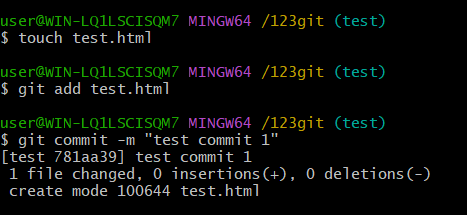 user@WIN-LQ1LSCISQM7 MINGW64 /123git (test)
$ touch test.html
user@WIN-LQ1LSCISQM7 MINGW64 /123git (test)
$ git add test.html
user@WIN-LQ1LSCISQM7 MINGW64 /123git (test)
$ git commit -m "test commit 1"
[test 781aa39] test commit 1
 1 file changed, 0 insertions(+), 0 deletions(-)
 create mode 100644 test.html